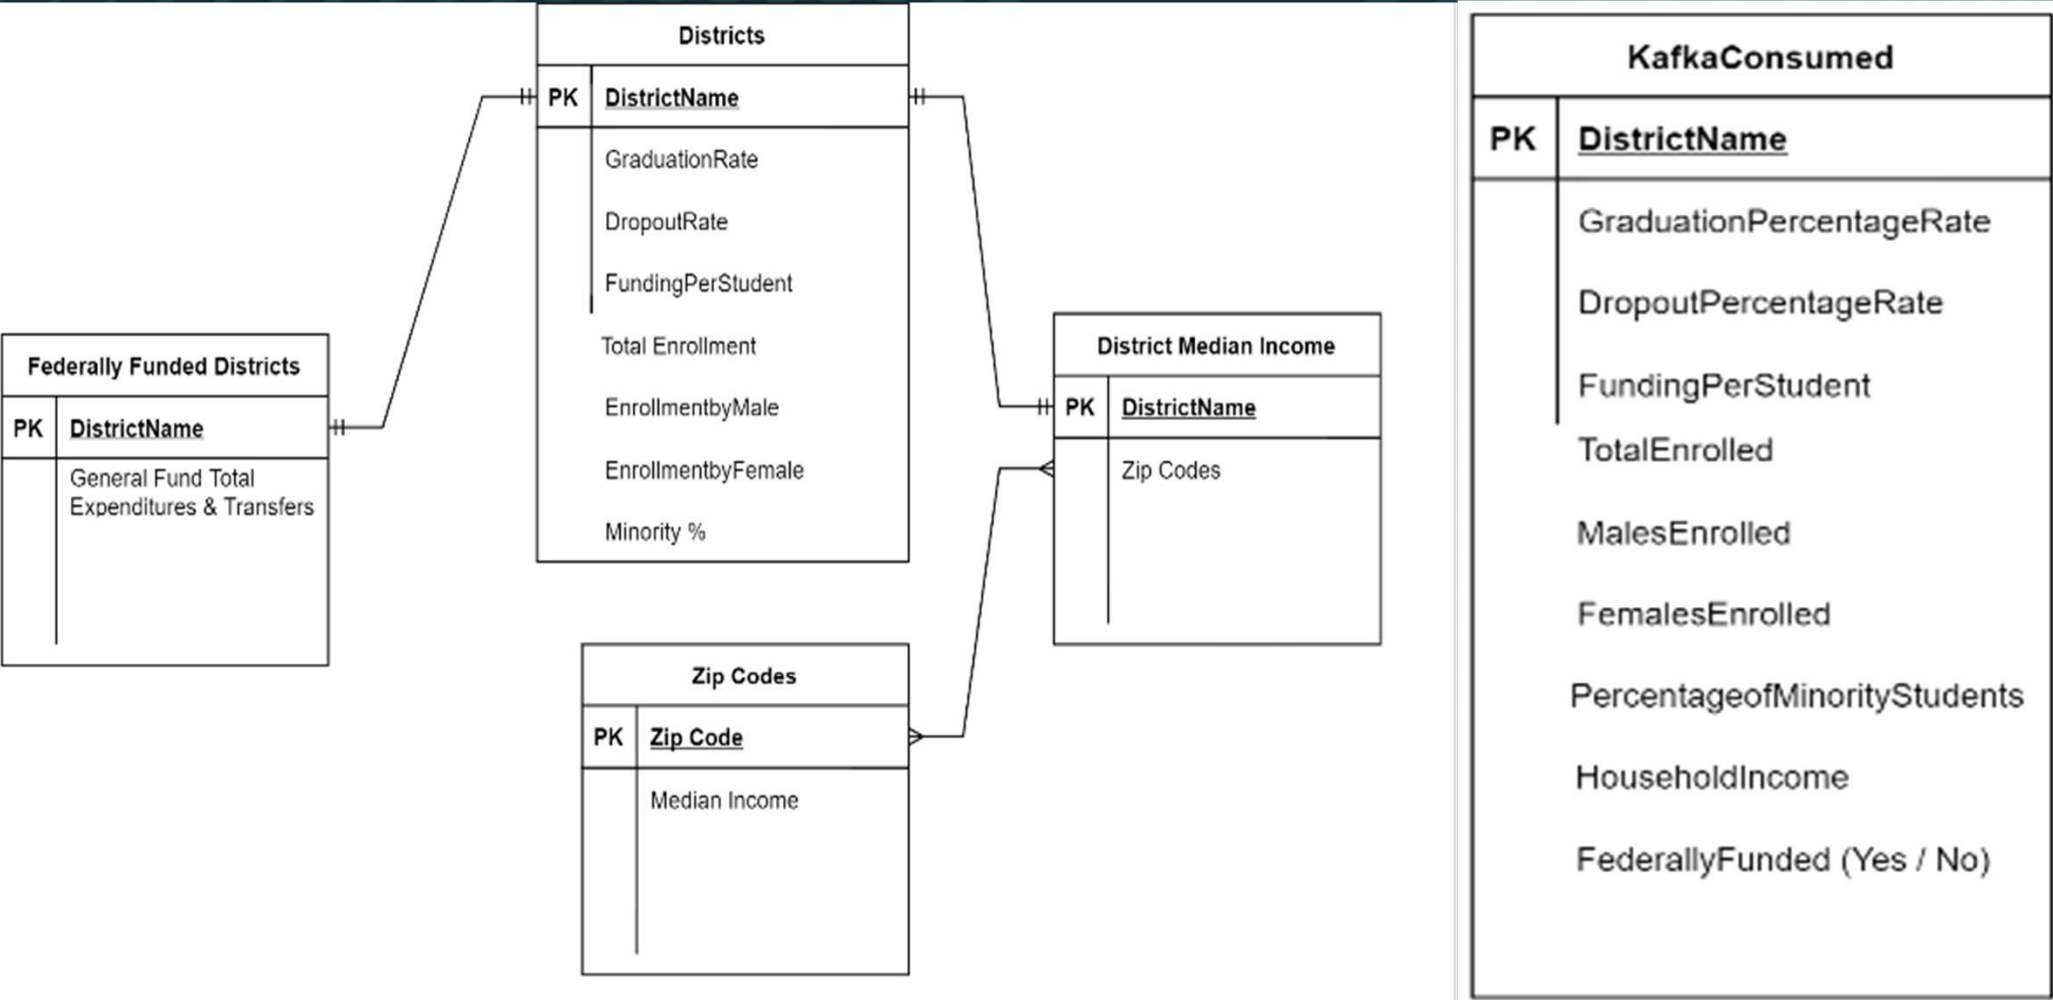 Districts
PK DistrictName
GraduationRate
DropoutRate
FundingPerStudent
Total Enrollment
EnrollmentbyMale
EnrollmentbyFemale
Minority %
Federally Funded Districts
PK DistrictName
General Fund Total
Expenditures & Transfers
District Median Income
PK DistrictName
Zip Codes
Zip Codes
PK Zip Code
Median Income
KafkaConsumed
PK DistrictName
GraduationPercentageRate
DropoutPercentageRate
FundingPerStudent
TotalEnrolled
MalesEnrolled
FemalesEnrolled
PercentageofMinorityStudents
HouseholdIncome
FederallyFunded (Yes / No)